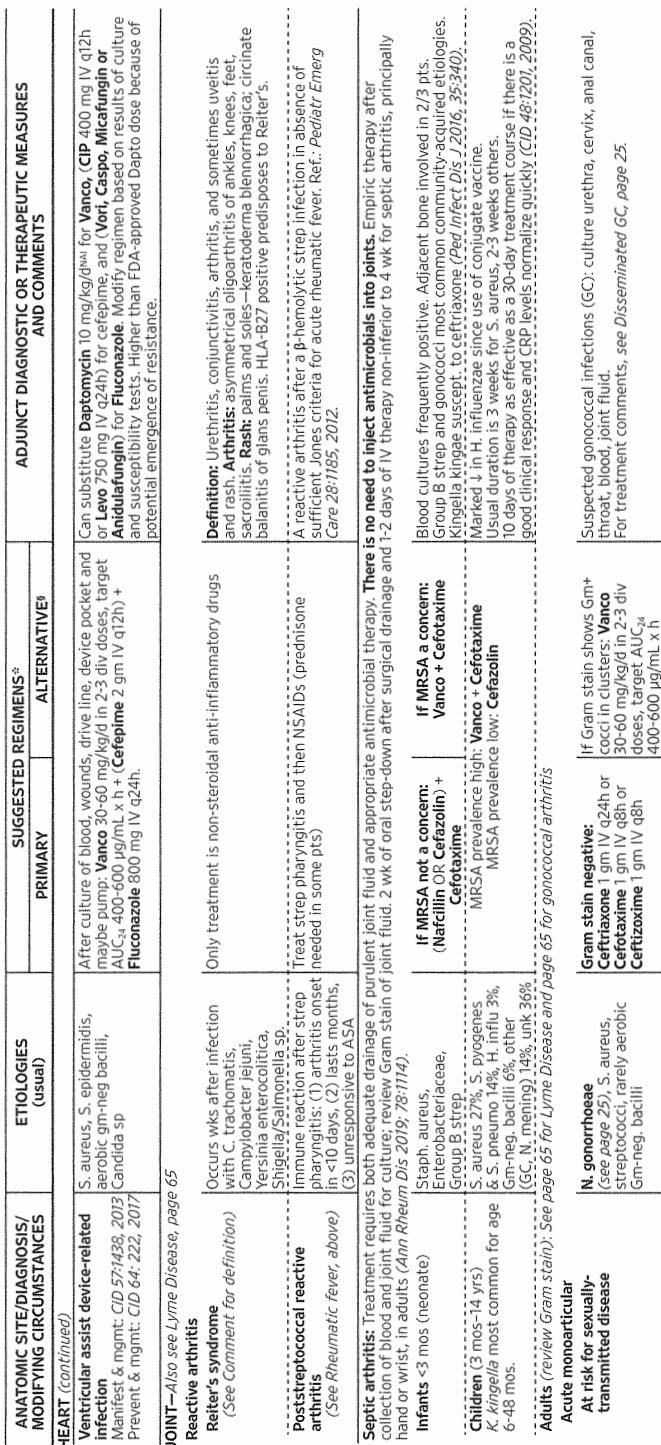 ANATOMIC SITE/DIAGNOSIS/
MODIFYING CIRCUMSTANCES
ETIOLOGIES
(usual)
SUGGESTED REGIMENS*
PRIMARY
ALTERNATIVE§
ADJUNCT DIAGNOSTIC OR THERAPEUTIC MEASURES
AND COMMENTS
HEART (continued)
Ventricular assist device-related
infection
Manifest & mgmt: CID 57:1438, 2013
Prevent & mgmt: CID 64: 222, 2017
S. aureus, S. epidermidis,
aerobic gm-neg bacilli,
Candida sp
After culture of blood, wounds, drive line, device pocket and
maybe pump: Vanco 30-60 mg/kg/d in 2-3 div doses, target
AUC24 400-600 µg/mL x h + (Cefepime 2 gm IV q12h) +
Fluconazole 800 mg IV q24h.
Can substitute Daptomycin 10 mg/kg/d NAI for Vanco, (CIP 400 mg IV q12h
or Levo 750 mg IV q24h) for cefepime, and (Vori, Caspo, Micafungin or
Anidulafungin) for Fluconazole. Modify regimen based on results of culture
and susceptibility tests. Higher than FDA-approved Dapto dose because of
potential emergence of resistance.
JOINT—Also see Lyme Disease, page 65
Reactive arthritis
Reiter's syndrome
(See Comment for definition)
Occurs wks after infection
with C. trachomatis,
Campylobacter jejuni,
Yersinia enterocolitica,
Shigella/Salmonella sp.
Only treatment is non-steroidal anti-inflammatory drugs
Definition: Urethritis, conjunctivitis, arthritis, and sometimes uveitis
and rash. Arthritis: asymmetrical oligoarthritis of ankles, knees, feet,
sacroiliitis. Rash: palms and soles—keratoderma blennorrhagica; circinate
balanitis of glans penis. HLA-B27 positive predisposes to Reiter's.
Poststreptococcal reactive
arthritis
(See Rheumatic fever, above)
Immune reaction after strep
pharyngitis: (1) arthritis onset
in <10 days, (2) lasts months,
(3) unresponsive to ASA
Treat strep pharyngitis and then NSAIDs (prednisone
needed in some pts)
A reactive arthritis after a β-hemolytic strep infection in absence of
sufficient Jones criteria for acute rheumatic fever. Ref.: Pediatr Emerg
Care 28:1185, 2012.
Septic arthritis: Treatment requires both adequate drainage of purulent joint fluid and appropriate antimicrobial therapy. There is no need to inject antimicrobials into joints. Empiric therapy after
collection of blood and joint fluid for culture; review Gram stain of joint fluid. 2 wk of oral step-down after surgical drainage and 1-2 days of IV therapy non-inferior to 4 wk for septic arthritis, principally
hand or wrist, in adults (Ann Rheum Dis 2019; 78:1114).
Infants <3 mos (neonate)
Staph. aureus,
Enterobacteriaceae,
Group B strep
If MRSA not a concern:
(Nafcillin OR Cefazolin) +
Cefotaxime
If MRSA a concern:
Vanco + Cefotaxime
Blood cultures frequently positive. Adjacent bone involved in 2/3 pts.
Group B strep and gonococci most common community-acquired etiologies.
Kingella kingae suscept. to ceftriaxone (Ped Infect Dis J 2016, 35:340).
Children (3 mos–14 yrs)
K. kingella most common for age
6-48 mos.
S. aureus 27%, S. pyogenes
& S. pneumo 14%, H. influ 3%,
Gm-neg. bacilli 6%, other
(GC, N. mening) 14%, unk 36%
MRSA prevalence high: Vanco + Cefotaxime
MRSA prevalence low: Cefazolin
Marked ↓ in H. influenzae since use of conjugate vaccine.
Usual duration is 3 weeks for S. aureus, 2-3 weeks others.
10 days of therapy as effective as a 30-day treatment course if there is a
good clinical response and CRP levels normalize quickly (CID 48:1201, 2009).
Adults (review Gram stain): See page 65 for Lyme Disease and page 65 for gonococcal arthritis
Acute monoarticular
At risk for sexually-
transmitted disease
N. gonorrhoeae
(see page 25), S. aureus,
streptococci, rarely aerobic
Gm-neg. bacilli
Gram stain negative:
Ceftriaxone 1 gm IV q24h or
Cefotaxime 1 gm IV q8h or
Ceftizoxime 1 gm IV q8h
If Gram stain shows Gm+
cocci in clusters: Vanco
30-60 mg/kg/d in 2-3 div
doses, target AUC24
400-600 µg/mL x h
Suspected gonococcal infections (GC): culture urethra, cervix, anal canal,
throat, blood, joint fluid.
For treatment comments, see Disseminated GC, page 25.